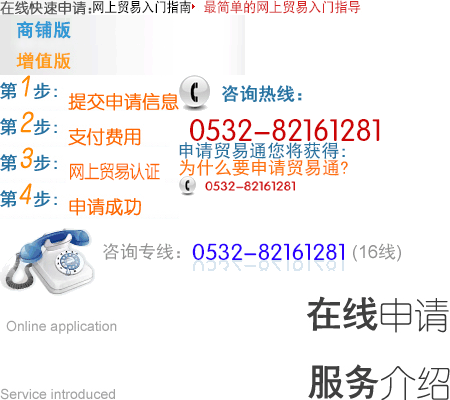 在线快速申请:网上贸易入门指南▸ 最简单的网上贸易入门指导
商铺版
增值版
第1步: 提交申请信息
第2步: 支付费用
第3步: 网上贸易认证
第4步: 申请成功
咨询热线:
0532-82161281
申请贸易通您将获得:
为什么要申请贸易通?
0532-82161281
咨询专线: 0532-82161281 (16线)
在线申请
Online application
服务介绍
Service introduced